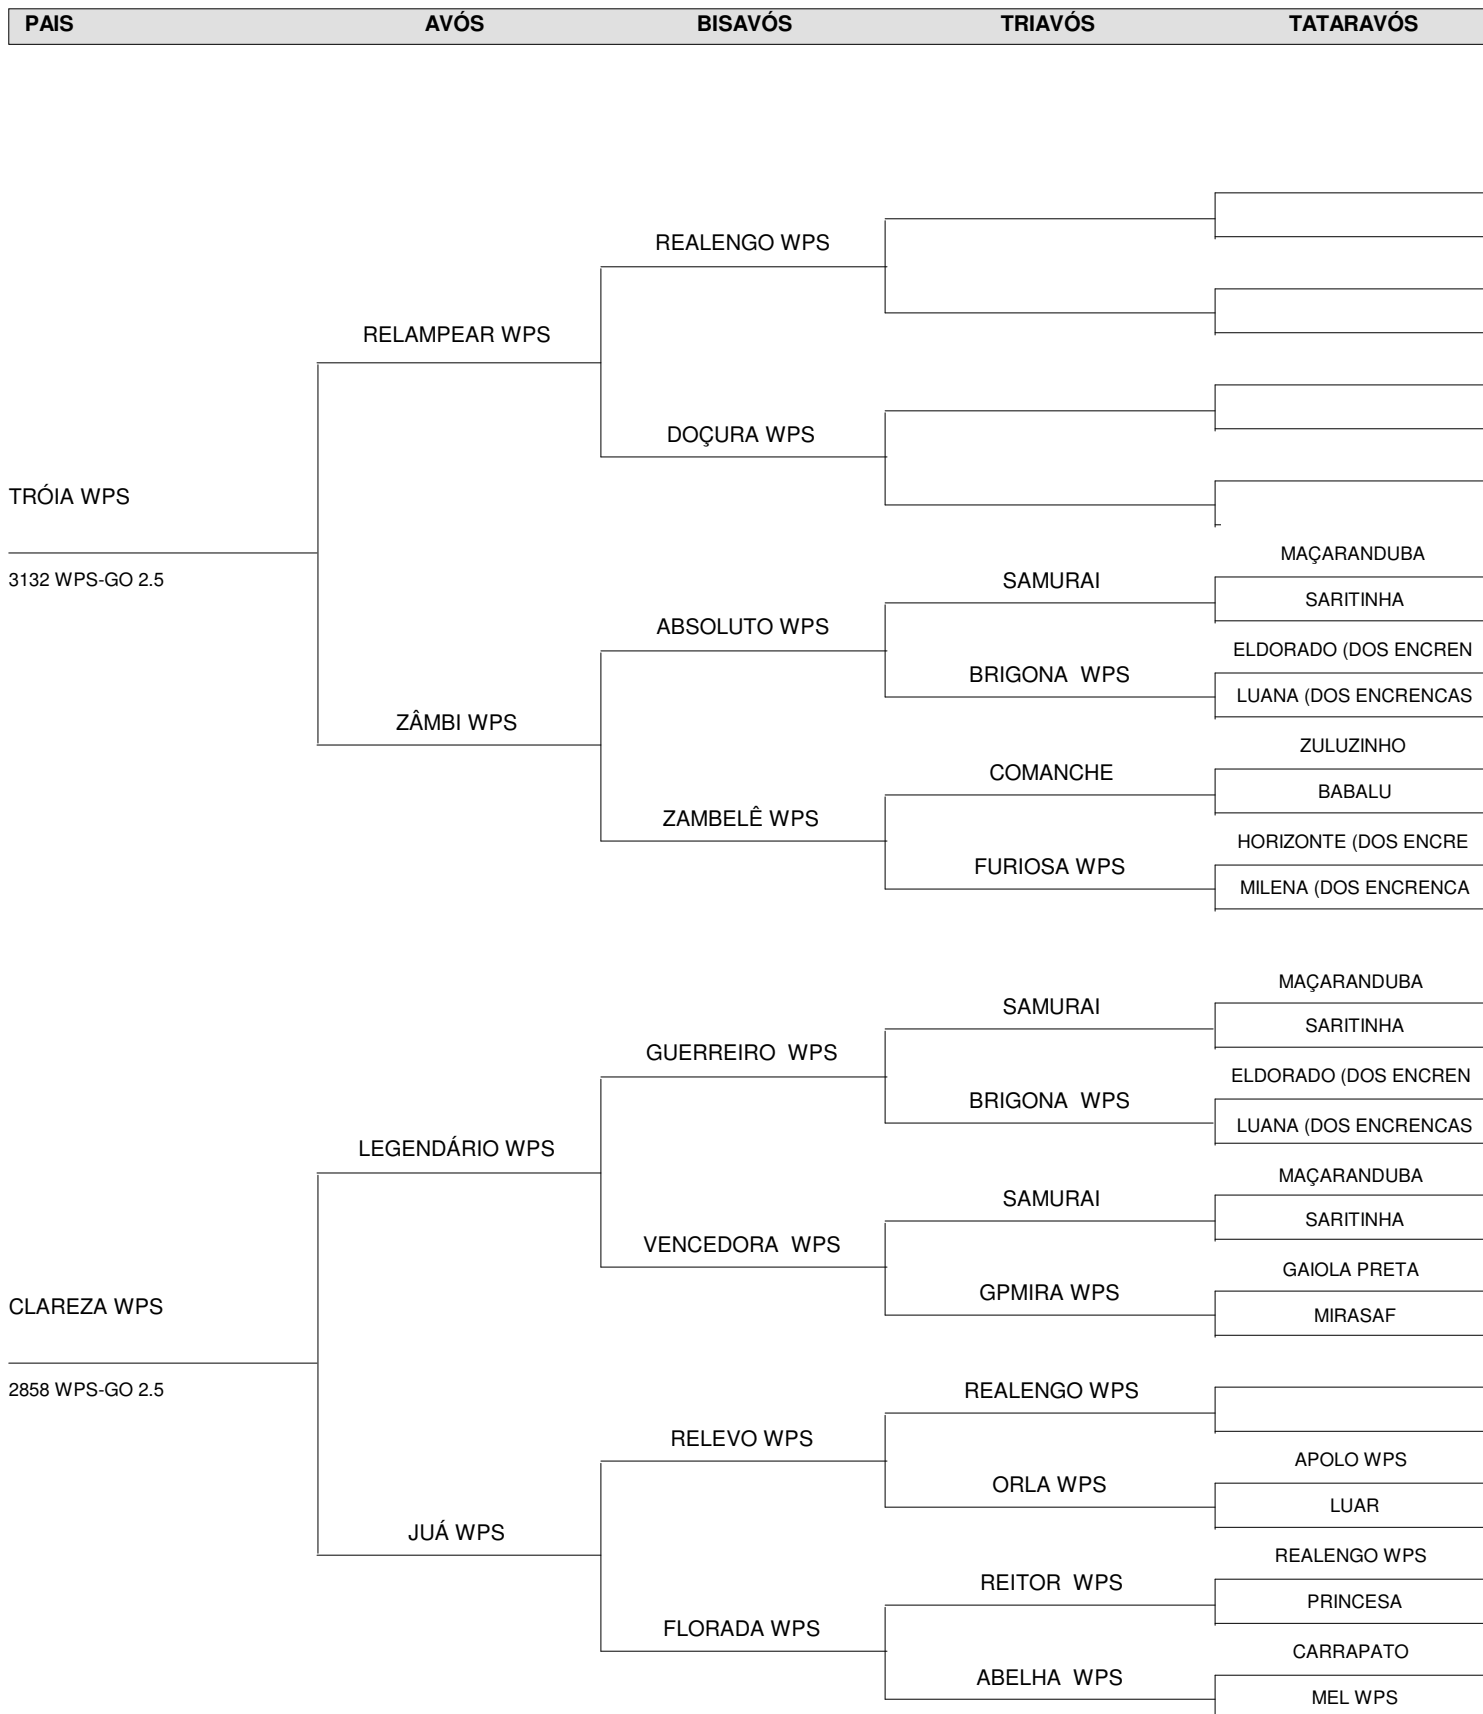 PAIS AVÓS BISAVÓS TRIAVÓS TATARAVÓS
REALENGO WPS
RELAMPEAR WPS
DOÇURA WPS
TRÓIA WPS
3132 WPS-GO 2.5
MAÇARANDUBA
SAMURAI
SARITINHA
ABSOLUTO WPS
ELDORADO (DOS ENCREN
BRIGONA WPS
LUANA (DOS ENCRENCAS
ZÂMBI WPS
ZULUZINHO
COMANCHE
BABALU
ZAMBELÊ WPS
HORIZONTE (DOS ENCRE
FURIOSA WPS
MILENA (DOS ENCRENCA
MAÇARANDUBA
SAMURAI
SARITINHA
GUERREIRO WPS
ELDORADO (DOS ENCREN
BRIGONA WPS
LUANA (DOS ENCRENCAS
LEGENDÁRIO WPS
MAÇARANDUBA
SAMURAI
SARITINHA
VENCEDORA WPS
GAIOLA PRETA
GPMIRA WPS
MIRASAF
CLAREZA WPS
2858 WPS-GO 2.5
REALENGO WPS
RELEVO WPS
APOLO WPS
ORLA WPS
LUAR
JUÁ WPS
REALENGO WPS
REITOR WPS
PRINCESA
FLORADA WPS
CARRAPATO
ABELHA WPS
MEL WPS